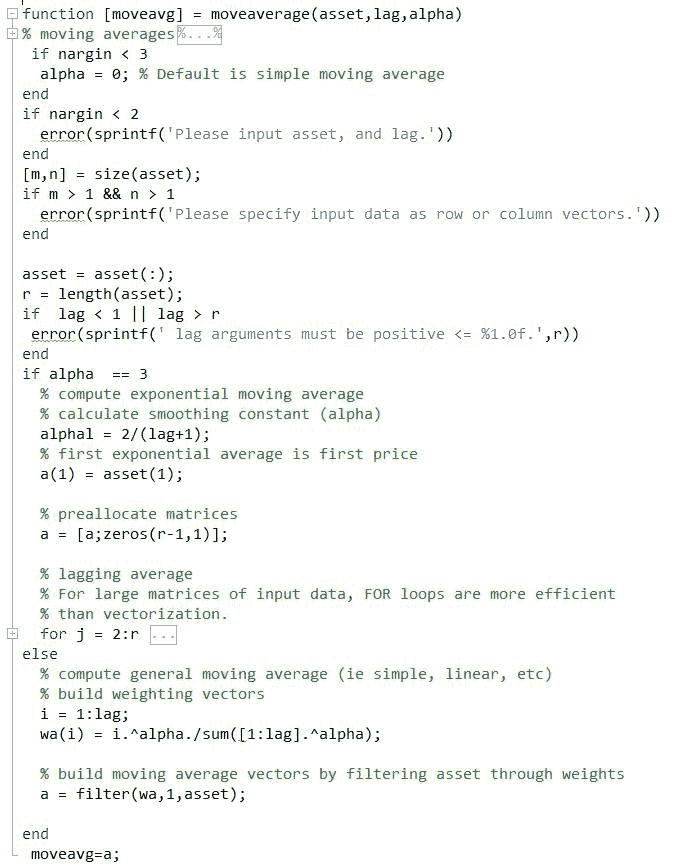 function [moveavg] = moveaverage(asset,lag,alpha)
% moving averages%...%
if nargin < 3
alpha = 0; % Default is simple moving average
end
if nargin < 2
error(sprintf('Please input asset, and lag.'))
end
[m,n] = size(asset);
if m > 1 && n > 1
error(sprintf('Please specify input data as row or column vectors.'))
end
asset = asset(:);
r = length(asset);
if  lag < 1 || lag > r
error(sprintf(' lag arguments must be positive <= %1.0f.',r))
end
if alpha  == 3
% compute exponential moving average
% calculate smoothing constant (alpha)
alphal = 2/(lag+1);
% first exponential average is first price
a(1) = asset(1);
% preallocate matrices
a = [a;zeros(r-1,1)];
% lagging average
% For large matrices of input data, FOR loops are more efficient
% than vectorization.
for j = 2:r ...
else
% compute general moving average (ie simple, linear, etc)
% build weighting vectors
i = 1:lag;
wa(i) = i.^alpha./sum([1:lag].^alpha);
% build moving average vectors by filtering asset through weights
a = filter(wa,1,asset);
end
moveavg=a;